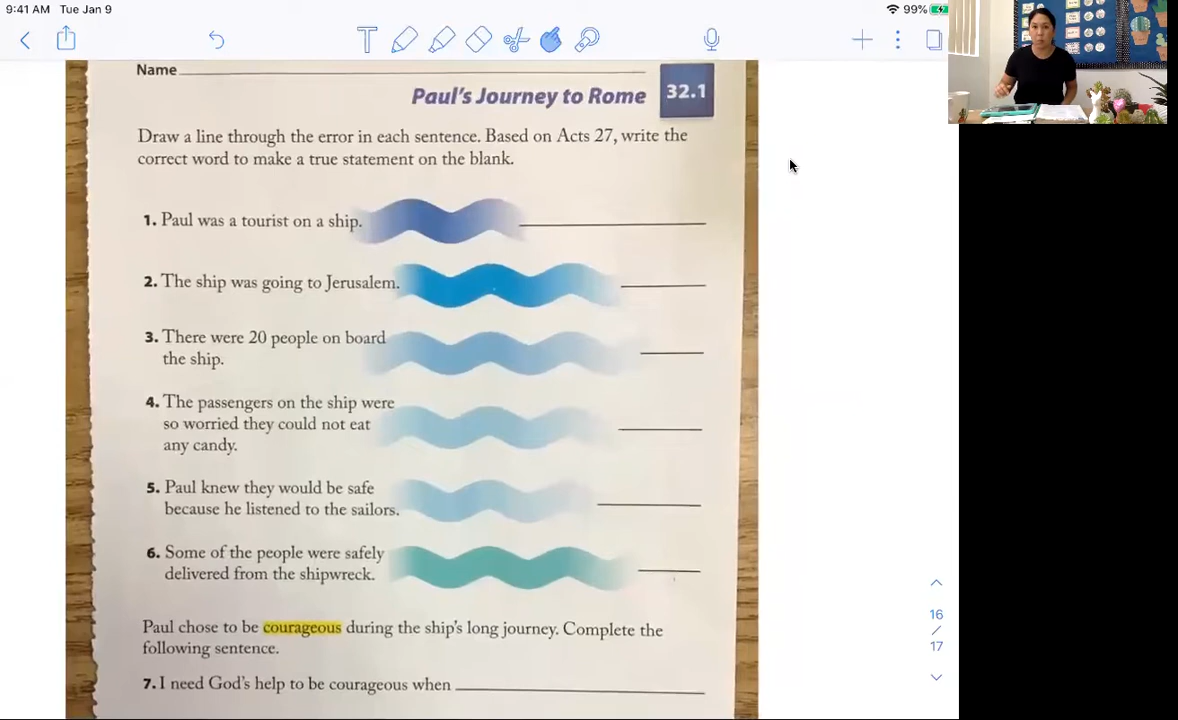 9:41 AM Tue Jan 9
99%
T
Name
Paul's Journey to Rome 32.1
Draw a line through the error in each sentence. Based on Acts 27, write the
correct word to make a true statement on the blank.
1. Paul was a tourist on a ship.
2. The ship was going to Jerusalem.
3. There were 20 people on board
the ship.
4. The passengers on the ship were
so worried they could not eat
any candy.
5. Paul knew they would be safe
because he listened to the sailors.
6. Some of the people were safely
delivered from the shipwreck.
Paul chose to be courageous during the ship's long journey. Complete the
following sentence.
7. I need God's help to be courageous when
16
/
17